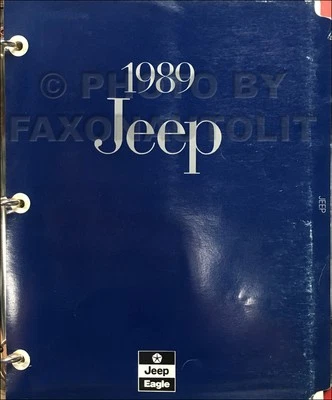 © PHOTO BY
FAXON AUTOLIT
1989
Jeep
JEEP
Jeep
Eagle